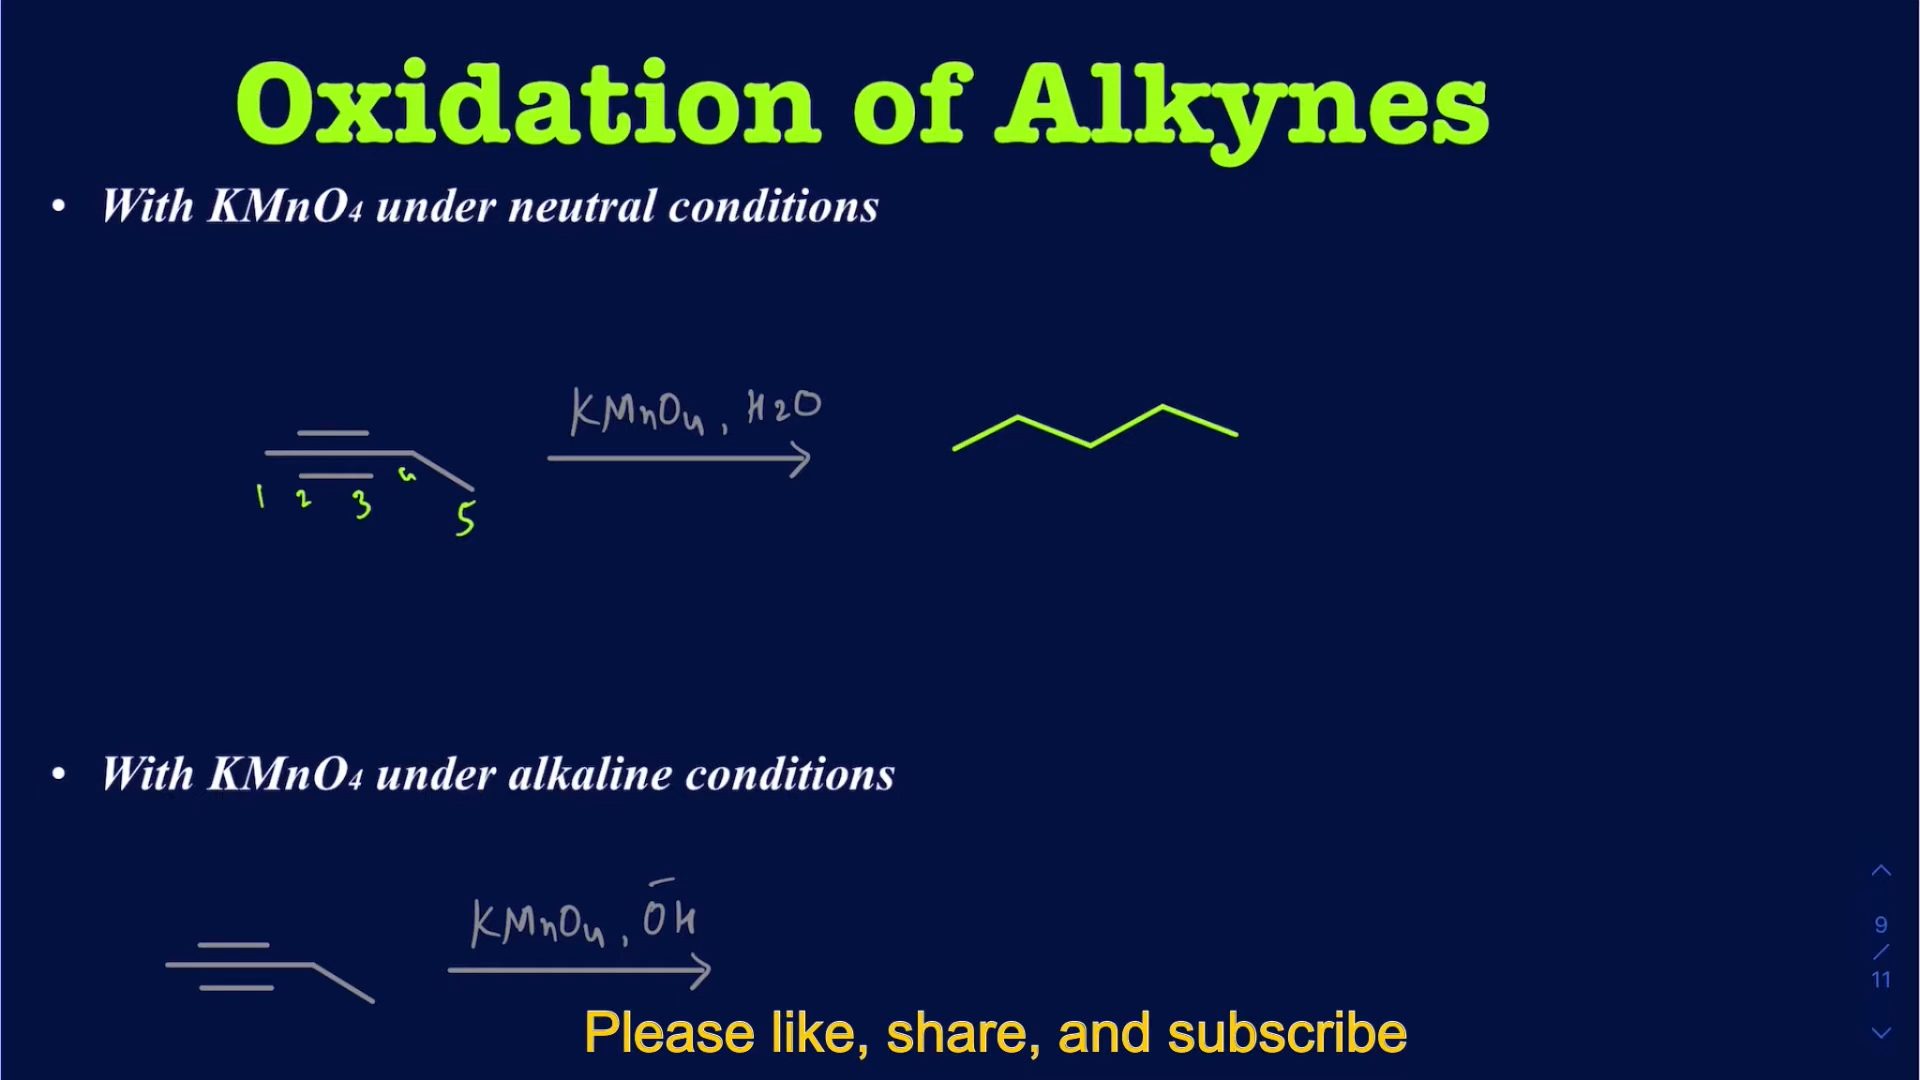 Oxidation of Alkynes
• With KMnO4 under neutral conditions
KMnO4, H2O
1 2 3 4 5
• With KMnO4 under alkaline conditions
KMnO4, OH
9
/
11
Please like, share, and subscribe